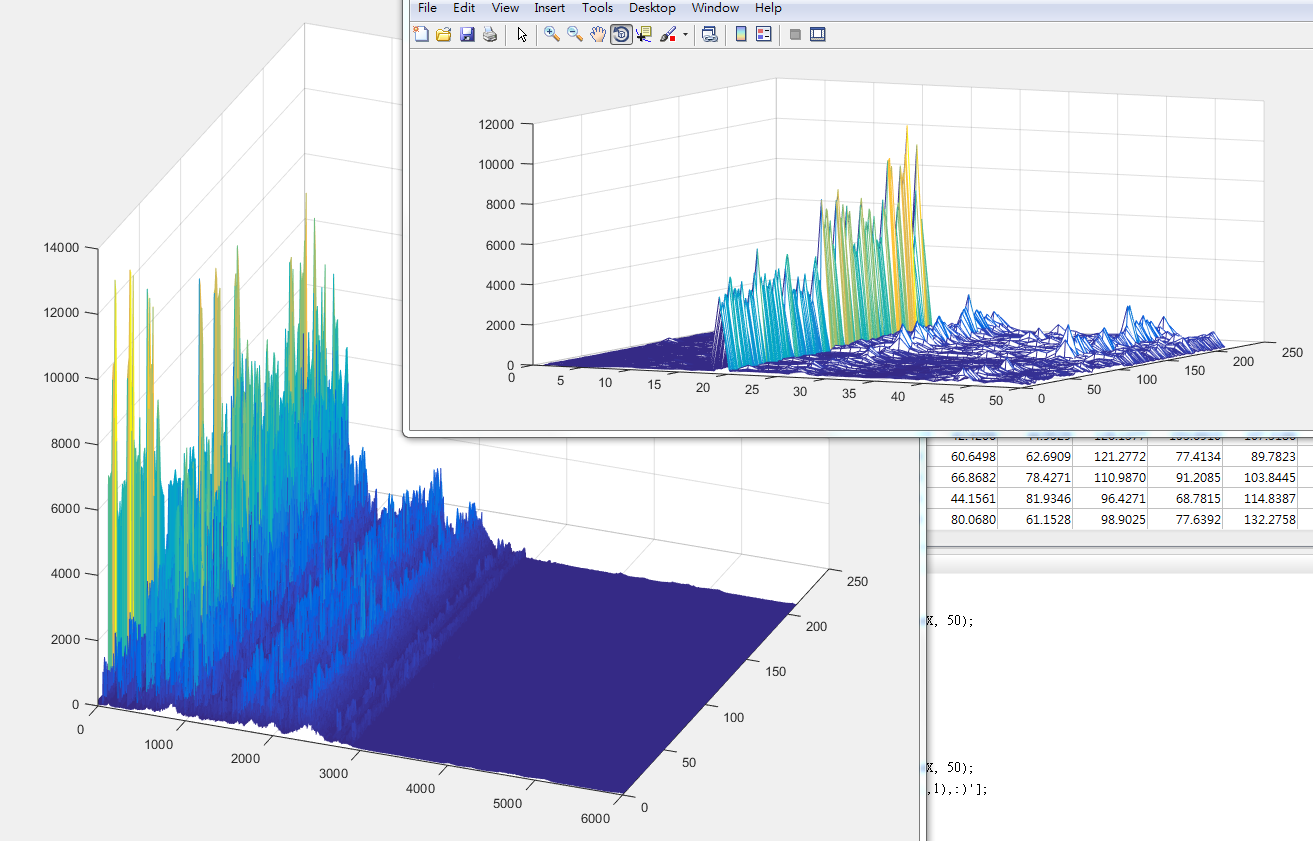 File Edit View Insert Tools Desktop Window Help
12000
10000
8000
6000
4000
2000
0
0 5 10 15 20 25 30 35 40 45 50
0 50 100 150 200 250
14000
12000
10000
8000
6000
4000
2000
0
0 1000 2000 3000 4000 5000 6000
0 50 100 150 200 250
60.6498 62.6909 121.2772 77.4134 89.7823
66.8682 78.4271 110.9870 91.2085 103.8445
44.1561 81.9346 96.4271 68.7815 114.8387
80.0680 61.1528 98.9025 77.6392 132.2758
X, 50);
X, 50);
,1),:)'];